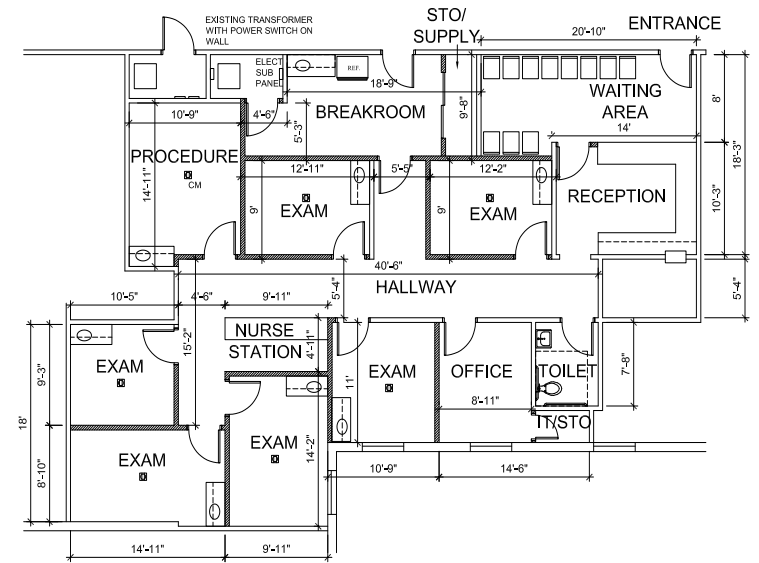 EXISTING TRANSFORMER
WITH POWER SWITCH ON
WALL
STO/
SUPPLY
ENTRANCE
20'-10"
ELECT
SUB
PANEL
REF.
18'-9"
WAITING
AREA
10'-9"
4'-6"
BREAKROOM
9'-8"
8'
14'
5'-3"
18'-3"
PROCEDURE
CM
14'-11"
12'-11"
5'-5"
12'-2"
EXAM
9'
EXAM
9'
RECEPTION
10'-3"
40'-6"
HALLWAY
5'-4"
5'-4"
10'-5"
4'-6"
9'-11"
15'-2"
NURSE
STATION
4'-11"
EXAM
9'-3"
11'
EXAM
OFFICE
TOILET
7'-8"
8'-11"
IT/STO
18'
EXAM
8'-10"
EXAM
14'-2"
10'-9"
14'-6"
14'-11"
9'-11"